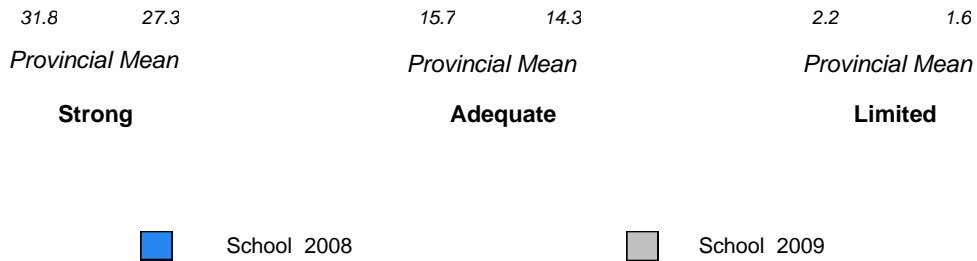 31.8 27.3 15.7 14.3 2.2 1.6
Provincial Mean Provincial Mean Provincial Mean
Strong Adequate Limited
School 2008 School 2009